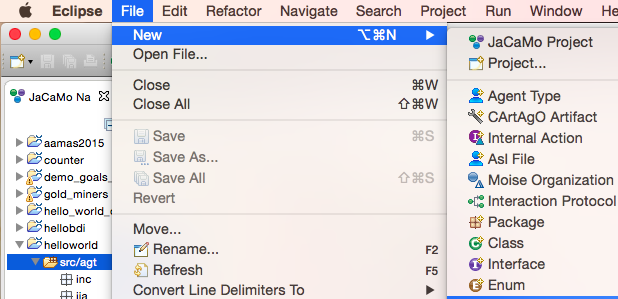 Eclipse File Edit Refactor Navigate Search Project Run Window He
New ⌥⌘N
Open File...
Close ⌘W
Close All ⇧⌘W
Save ⌘S
Save As...
Save All ⇧⌘S
Revert
Move...
Rename... F2
Refresh F5
Convert Line Delimiters To
JaCaMo Project
Project...
Agent Type
CArtAgO Artifact
Internal Action
Asl File
Moise Organization
Interaction Protocol
Package
Class
Interface
Enum
JaCaMo Na
aamas2015
counter
demo_goals_
gold_miners
hello_world_
hellobdi
helloworld
src/agt
inc
jia